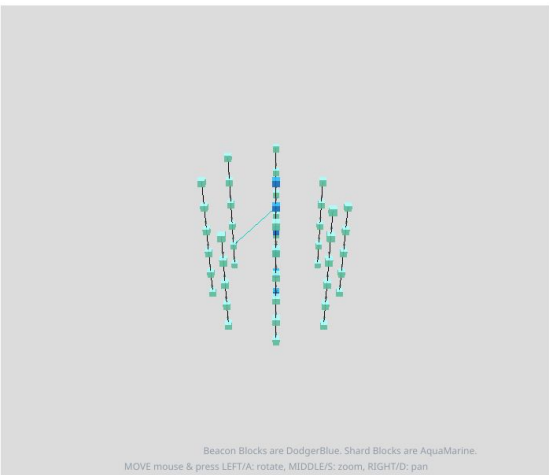 Beacon Blocks are DodgerBlue. Shard Blocks are AquaMarine.
MOVE mouse & press LEFT/A: rotate, MIDDLE/S: zoom, RIGHT/D: pan